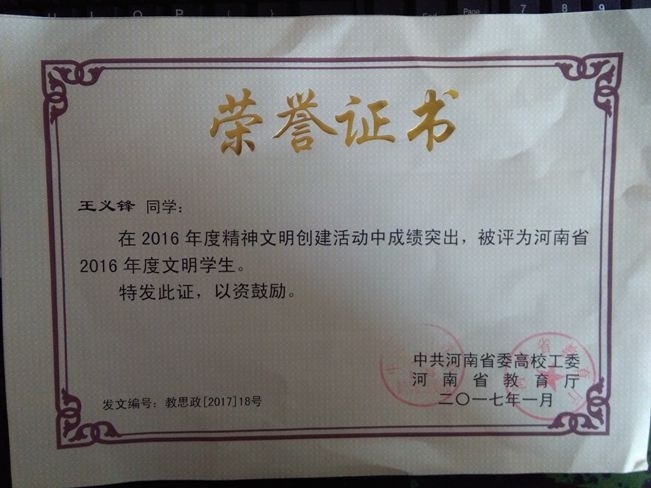 荣誉证书
王义锋 同学：
在 2016 年度精神文明创建活动中成绩突出，被评为河南省
2016 年度文明学生。
特发此证，以资鼓励。
中共河南省委高校工委
河南省教育厅
发文编号：教思政[2017]18号
二〇一七年一月